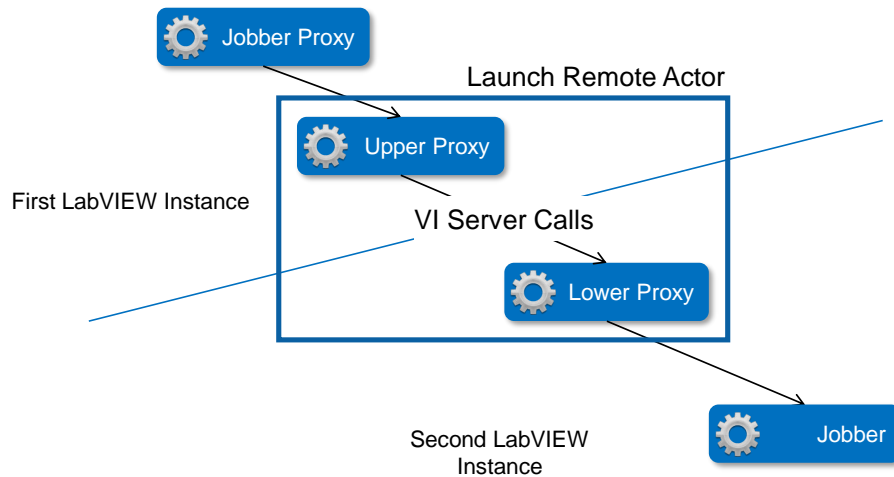 Jobber Proxy
Launch Remote Actor
Upper Proxy
First LabVIEW Instance
VI Server Calls
Lower Proxy
Second LabVIEW
Instance
Jobber